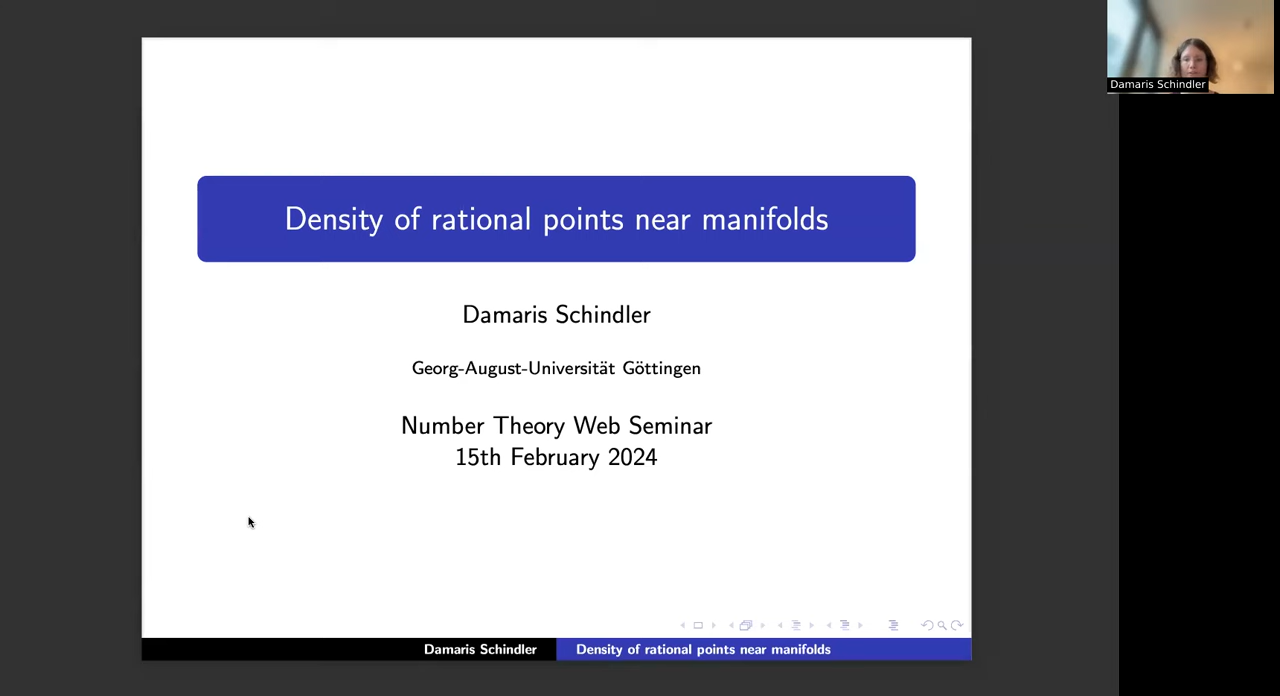 Damaris Schindler
Density of rational points near manifolds
Damaris Schindler
Georg-August-Universität Göttingen
Number Theory Web Seminar
15th February 2024
Damaris Schindler
Density of rational points near manifolds